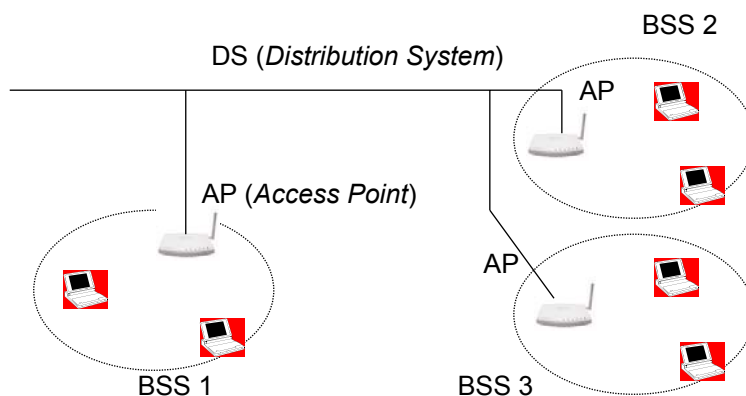 BSS 2
DS (Distribution System)
AP
AP (Access Point)
AP
BSS 1
BSS 3